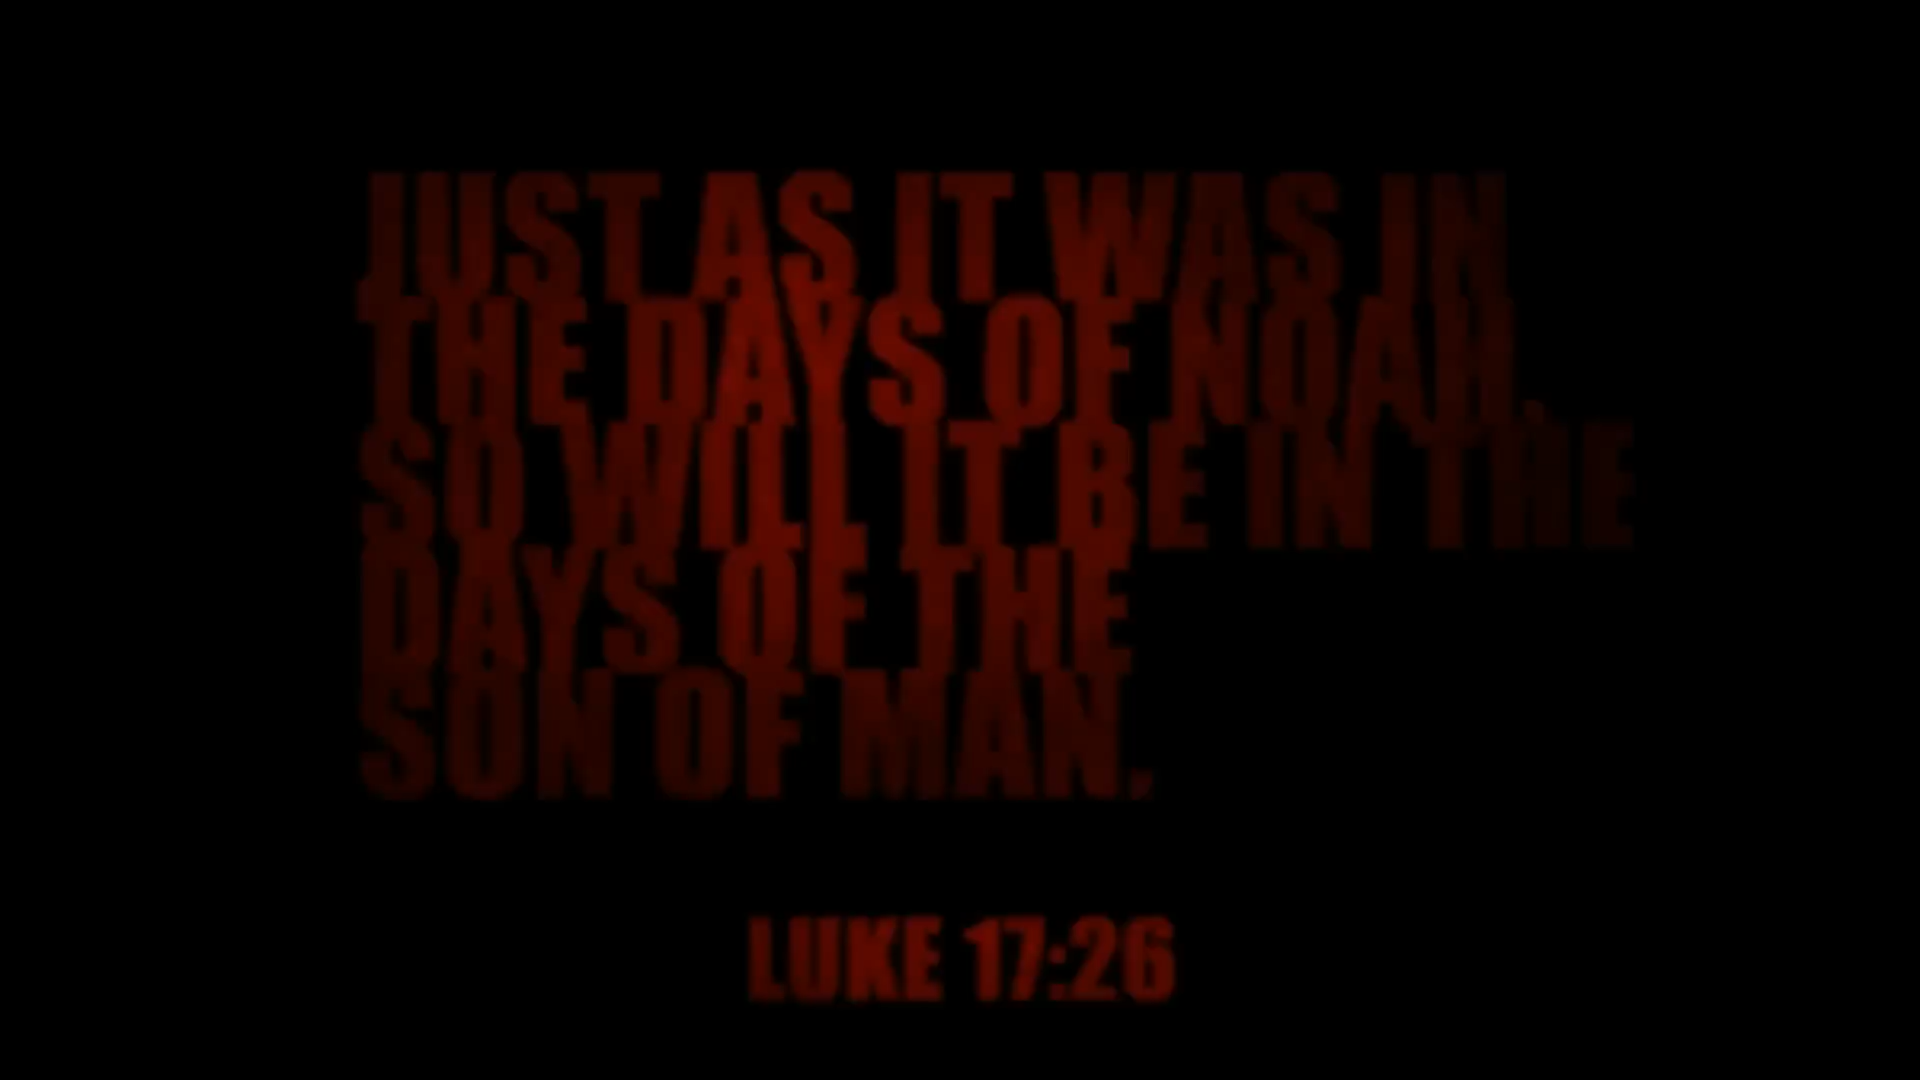 JUST AS IT WAS IN
THE DAYS OF NOAH,
SO WILL IT BE IN THE
DAYS OF THE
SON OF MAN.
LUKE 17:26